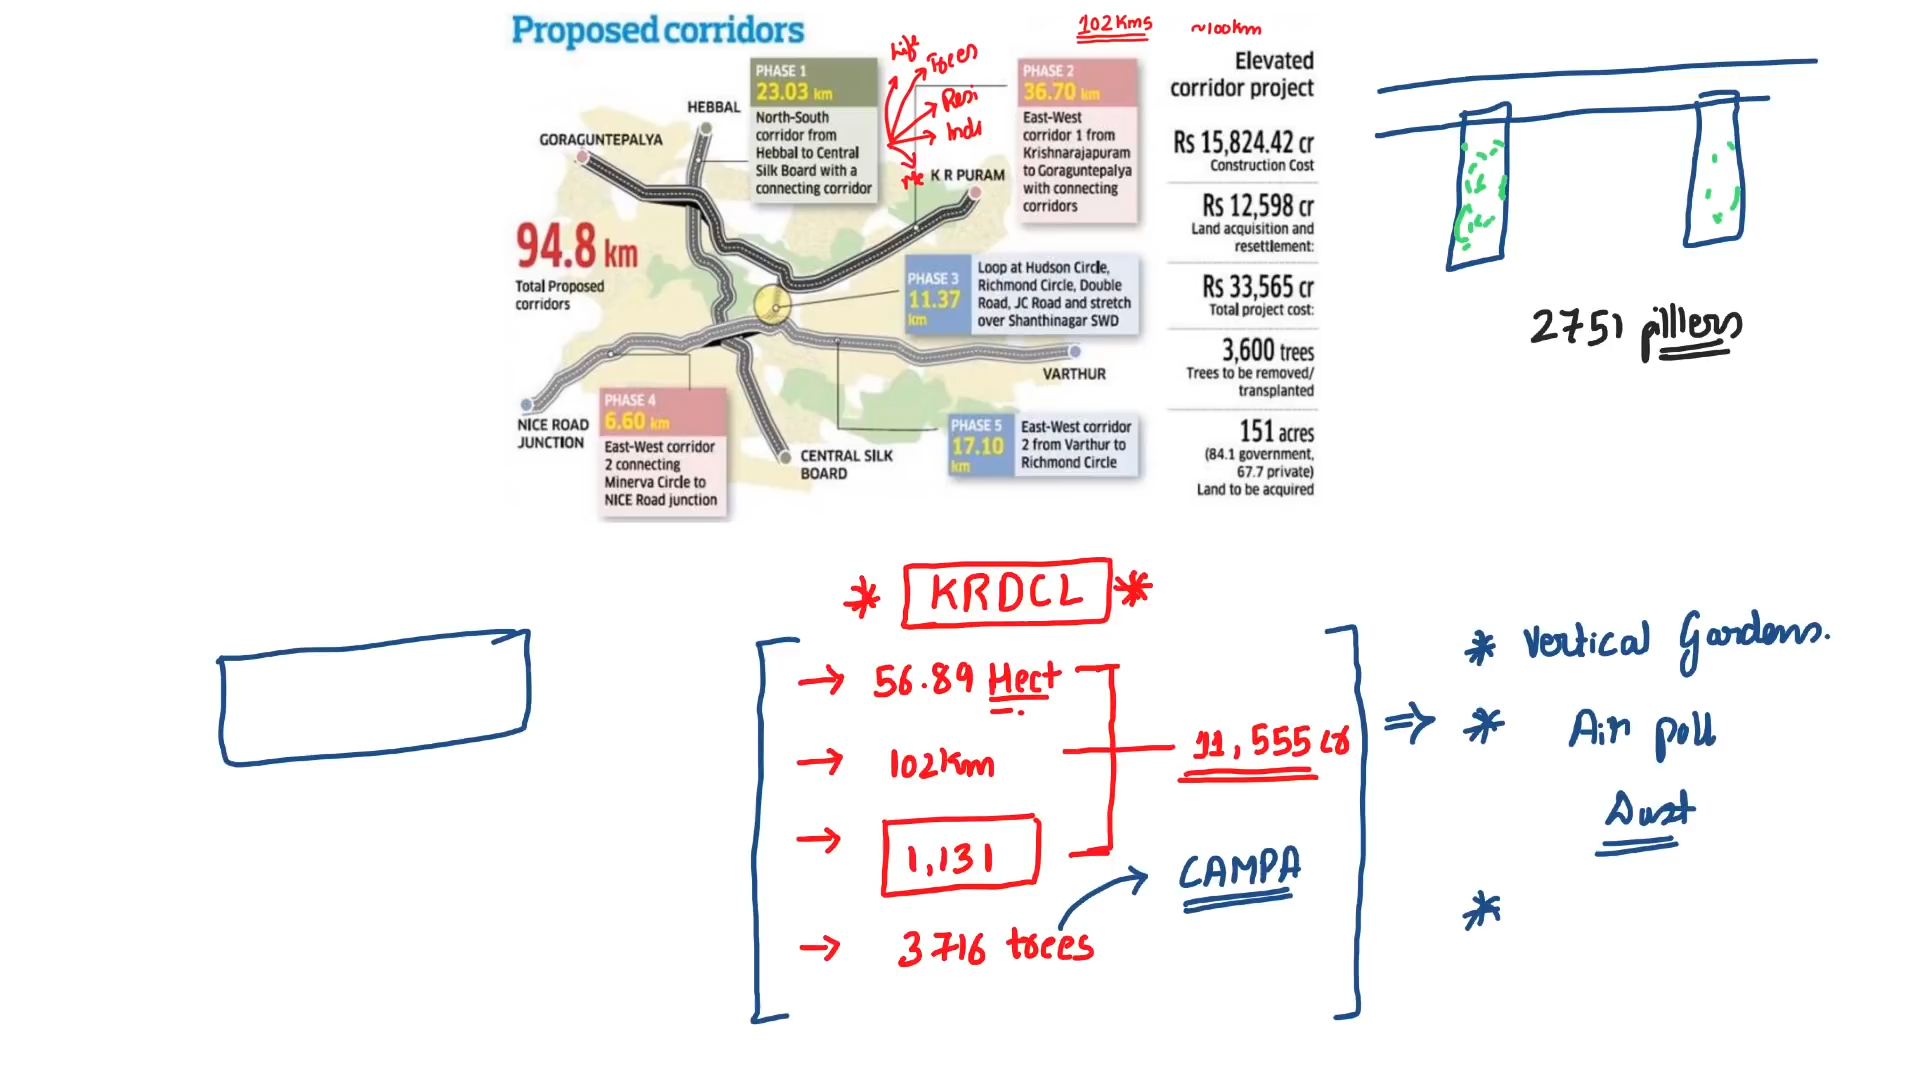 Proposed corridors
102 Kms
~100km
PHASE 1
23.03 km
North-South
corridor from
Hebbal to Central
Silk Board with a
connecting corridor
Life
Trees
Resi
Inds
PHASE 2
36.70 km
East-West
corridor 1 from
Krishnarajapuram
to Goraguntepalya
with connecting
corridors
HEBBAL
GORAGUNTEPALYA
K R PURAM
94.8 km
Total Proposed
corridors
PHASE 3
11.37
km
Loop at Hudson Circle,
Richmond Circle, Double
Road, JC Road and stretch
over Shanthinagar SWD
VARTHUR
NICE ROAD
JUNCTION
PHASE 4
6.60 km
East-West corridor
2 connecting
Minerva Circle to
NICE Road junction
CENTRAL SILK
BOARD
PHASE 5
17.10
km
East-West corridor
2 from Varthur to
Richmond Circle
Elevated
corridor project
Rs 15,824.42 cr
Construction Cost
Rs 12,598 cr
Land acquisition and
resettlement:
Rs 33,565 cr
Total project cost:
3,600 trees
Trees to be removed/
transplanted
151 acres
(84.1 government,
67.7 private)
Land to be acquired
2751 pillers
* KRDCL *
→ 56.89 Hect
→ 102Km
11,555 cr
→ 1,131
CAMPA
→ 3716 trees
⇒
* Vertical Gardens.
* Air poll
Dust
*